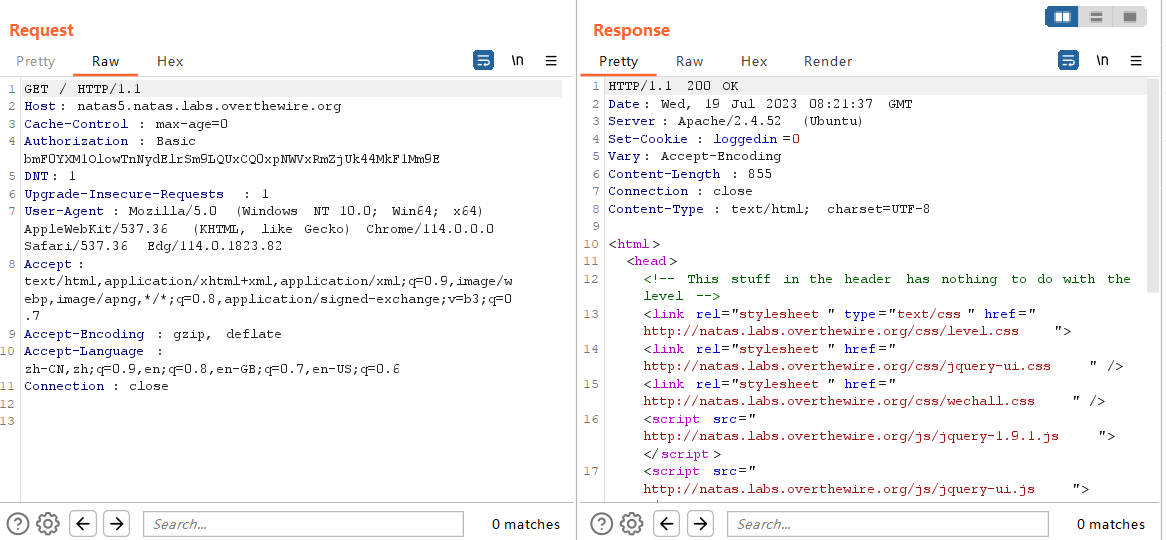 Request
Pretty Raw Hex
\n
1 GET / HTTP/1.1
2 Host: natas5.natas.labs.overthewire.org
3 Cache-Control : max-age=0
4 Authorization : Basic
bmF0YXM1OlowTnNydElrSm9LQUxCQ0xpNWVxRmZjUk44MkF1Mm9E
5 DNT: 1
6 Upgrade-Insecure-Requests : 1
7 User-Agent : Mozilla/5.0 (Windows NT 10.0; Win64; x64)
AppleWebKit/537.36 (KHTML, like Gecko) Chrome/114.0.0.0
Safari/537.36 Edg/114.0.1823.82
8 Accept :
text/html,application/xhtml+xml,application/xml;q=0.9,image/w
ebp,image/apng,*/*;q=0.8,application/signed-exchange;v=b3;q=0
.7
9 Accept-Encoding : gzip, deflate
10 Accept-Language :
zh-CN,zh;q=0.9,en;q=0.8,en-GB;q=0.7,en-US;q=0.6
11 Connection : close
12
13
Search...
0 matches
Response
Pretty Raw Hex Render
\n
1 HTTP/1.1 200 OK
2 Date: Wed, 19 Jul 2023 08:21:37 GMT
3 Server : Apache/2.4.52 (Ubuntu)
4 Set-Cookie : loggedin =0
5 Vary: Accept-Encoding
6 Content-Length : 855
7 Connection : close
8 Content-Type : text/html; charset=UTF-8
9
10 <html>
11 <head>
12 <!-- This stuff in the header has nothing to do with the
level -->
13 <link rel="stylesheet " type="text/css " href="
http://natas.labs.overthewire.org/css/level.css ">
14 <link rel="stylesheet " href="
http://natas.labs.overthewire.org/css/jquery-ui.css " />
15 <link rel="stylesheet " href="
http://natas.labs.overthewire.org/css/wechall.css " />
16 <script src="
http://natas.labs.overthewire.org/js/jquery-1.9.1.js ">
</script>
17 <script src="
http://natas.labs.overthewire.org/js/jquery-ui.js ">
Search...
0 matches